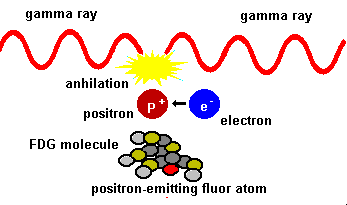 gamma ray gamma ray
anhilation
positron P+ e-
electron
FDG molecule
positron-emitting fluor atom